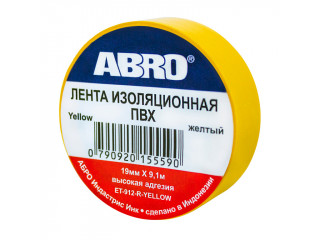 ABRO®
ЛЕНТА ИЗОЛЯЦИОННАЯ
ПВХ
Yellow
желтый
0 790920 155590
19мм X 9,1м
высокая адгезия
ET-912-R-YELLOW
АБРО Индастрис Инк • сделано в Индонезии